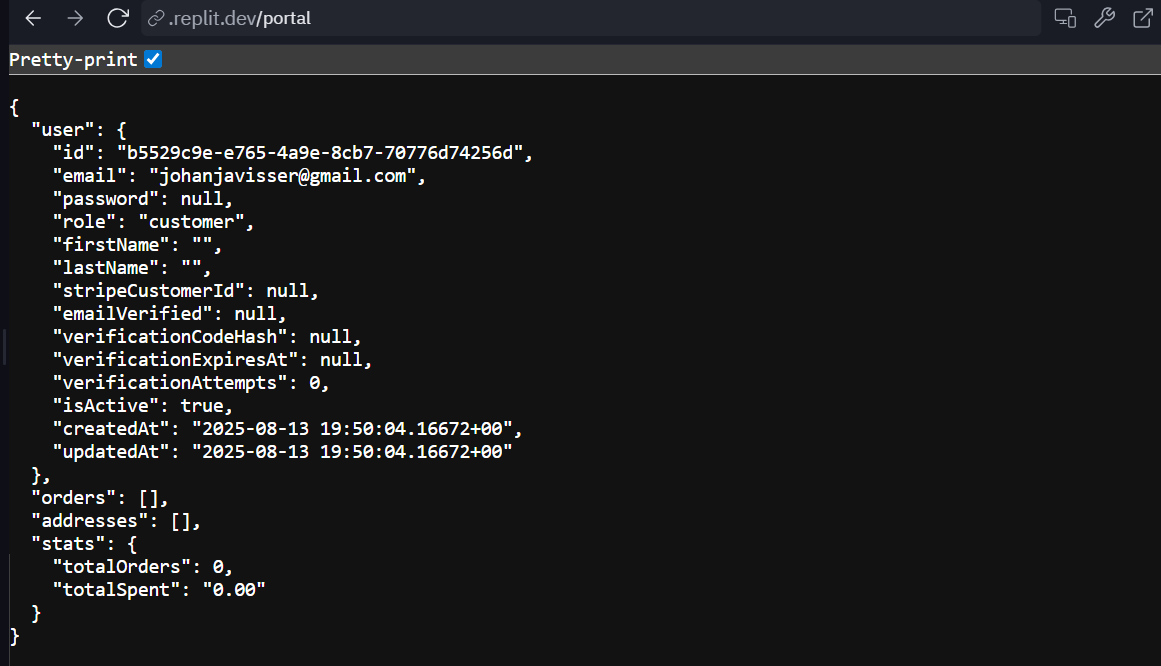 .replit.dev/portal
Pretty-print
{
  "user": {
    "id": "b5529c9e-e765-4a9e-8cb7-70776d74256d",
    "email": "johanjavisser@gmail.com",
    "password": null,
    "role": "customer",
    "firstName": "",
    "lastName": "",
    "stripeCustomerId": null,
    "emailVerified": null,
    "verificationCodeHash": null,
    "verificationExpiresAt": null,
    "verificationAttempts": 0,
    "isActive": true,
    "createdAt": "2025-08-13 19:50:04.16672+00",
    "updatedAt": "2025-08-13 19:50:04.16672+00"
  },
  "orders": [],
  "addresses": [],
  "stats": {
    "totalOrders": 0,
    "totalSpent": "0.00"
  }
}